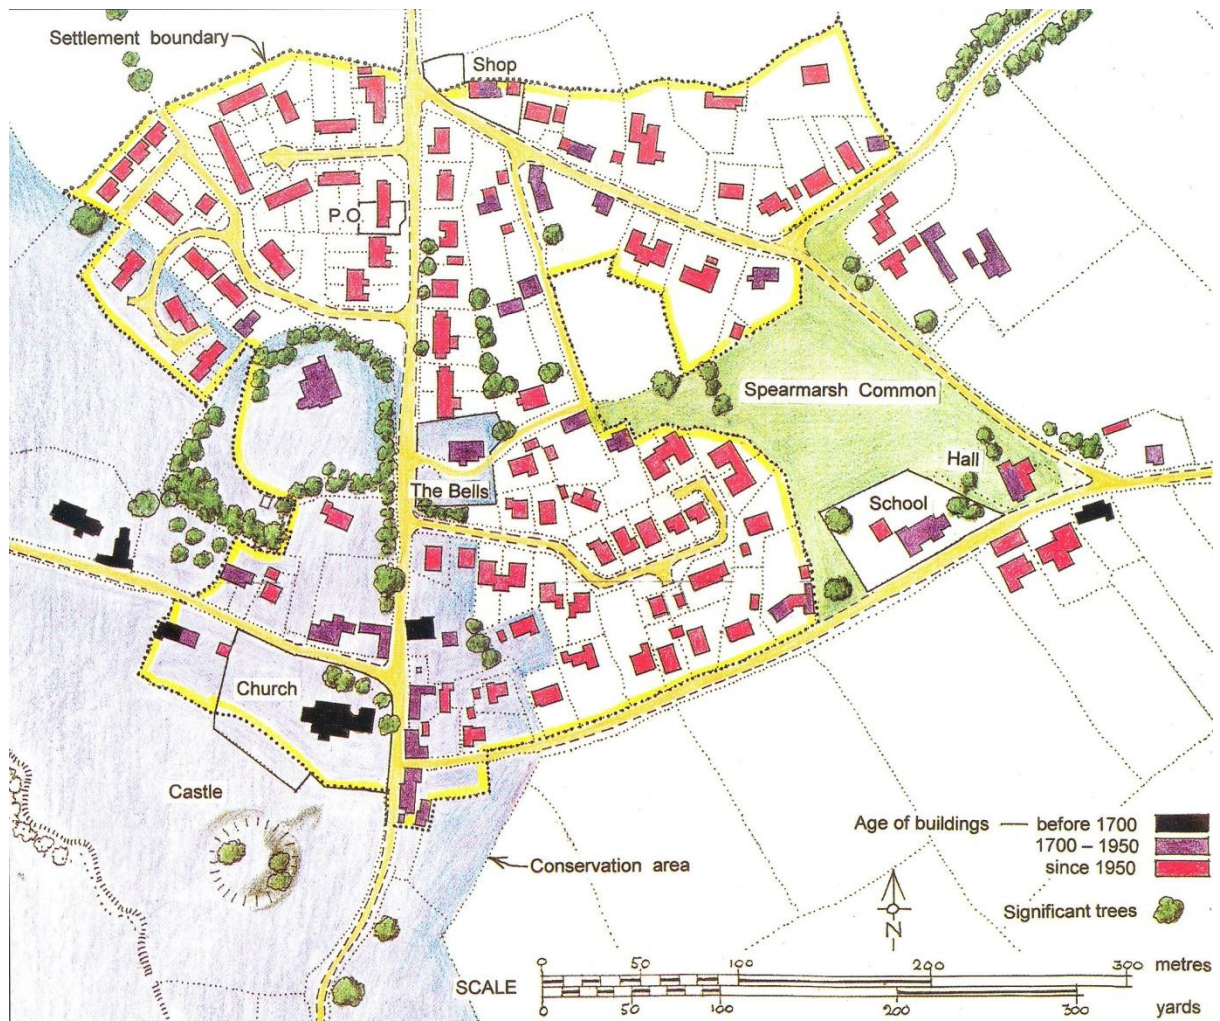 Settlement boundary
Shop
P.O.
Spearmarsh Common
Hall
The Bells
School
Church
Castle
Conservation area
Age of buildings — before 1700
1700 – 1950
since 1950
Significant trees
N
0 50 100 200 300 metres
SCALE
0 50 100 200 300 yards